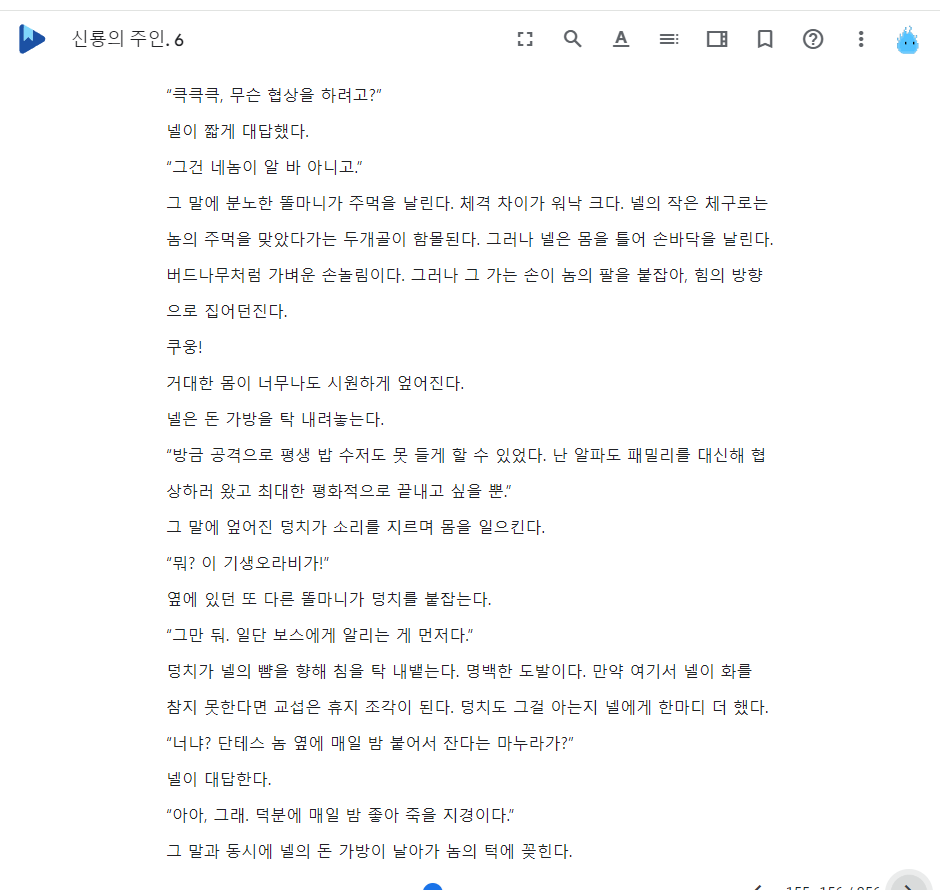 신룡의 주인. 6
“큭큭큭, 무슨 협상을 하려고?”
넬이 짧게 대답했다.
“그건 네놈이 알 바 아니고.”
그 말에 분노한 똘마니가 주먹을 날린다. 체격 차이가 워낙 크다. 넬의 작은 체구로는
놈의 주먹을 맞았다가는 두개골이 함몰된다. 그러나 넬은 몸을 틀어 손바닥을 날린다.
버드나무처럼 가벼운 손놀림이다. 그러나 그 가는 손이 놈의 팔을 붙잡아, 힘의 방향
으로 집어던진다.
쿠웅!
거대한 몸이 너무나도 시원하게 엎어진다.
넬은 돈 가방을 탁 내려놓는다.
“방금 공격으로 평생 밥 수저도 못 들게 할 수 있었다. 난 알파도 패밀리를 대신해 협
상하러 왔고 최대한 평화적으로 끝내고 싶을 뿐.”
그 말에 엎어진 덩치가 소리를 지르며 몸을 일으킨다.
“뭐? 이 기생오라비가!”
옆에 있던 또 다른 똘마니가 덩치를 붙잡는다.
“그만 둬. 일단 보스에게 알리는 게 먼저다.”
덩치가 넬의 뺨을 향해 침을 탁 내뱉는다. 명백한 도발이다. 만약 여기서 넬이 화를
참지 못한다면 교섭은 휴지 조각이 된다. 덩치도 그걸 아는지 넬에게 한마디 더 했다.
“너냐? 단테스 놈 옆에 매일 밤 붙어서 잔다는 마누라가?”
넬이 대답한다.
“아아, 그래. 덕분에 매일 밤 좋아 죽을 지경이다.”
그 말과 동시에 넬의 돈 가방이 날아가 놈의 턱에 꽂힌다.